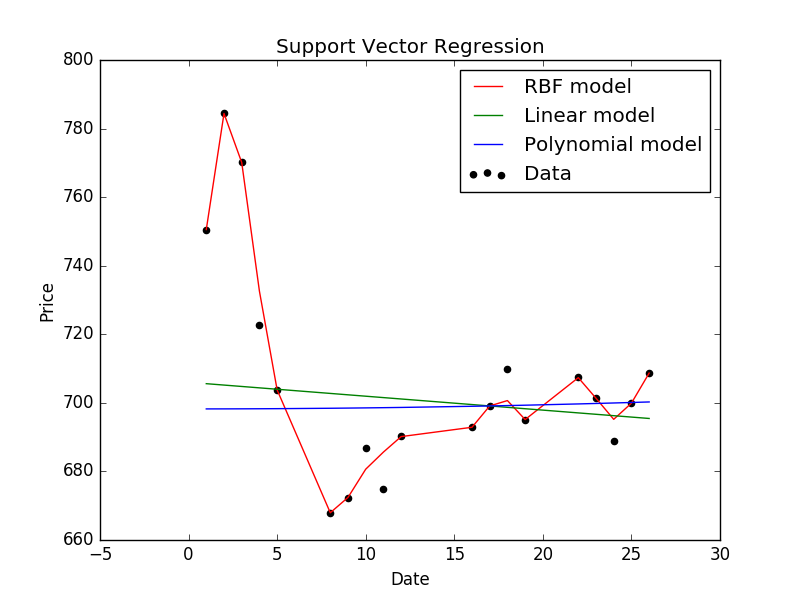 Support Vector Regression
800
780
760
740
720
700
680
660
Price
RBF model
Linear model
Polynomial model
Data
−5 0 5 10 15 20 25 30
Date